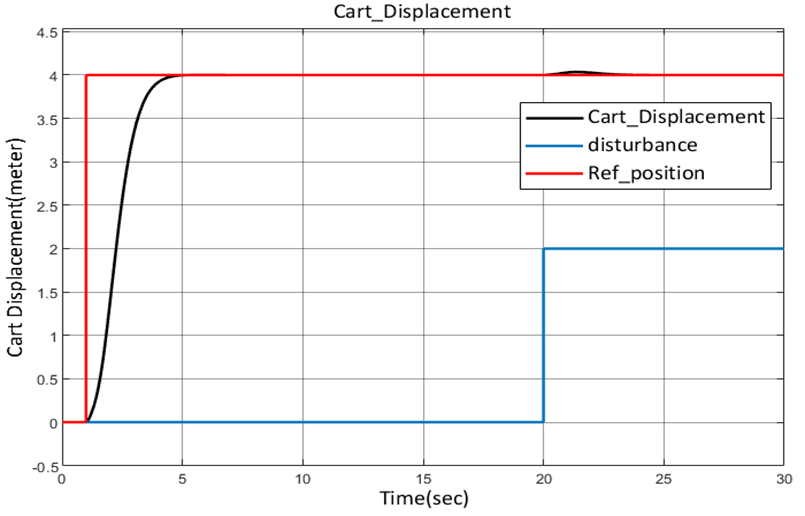 Cart_Displacement
4.5
4
3.5
3
2.5
2
1.5
1
0.5
0
-0.5
Cart Displacement(meter)
Cart_Displacement
disturbance
Ref_position
0 5 10 15 20 25 30
Time(sec)